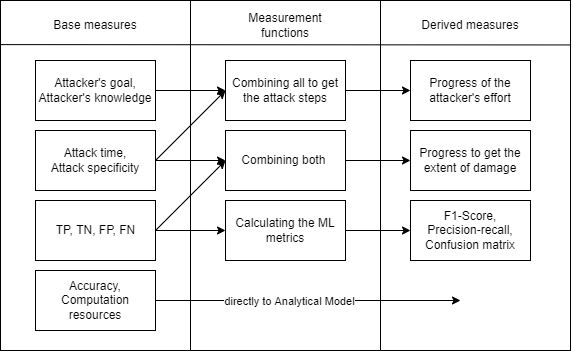 Base measures
Measurement
functions
Derived measures
Attacker's goal,
Attacker's knowledge
Combining all to get
the attack steps
Progress of the
attacker's effort
Attack time,
Attack specificity
Combining both
Progress to get the
extent of damage
TP, TN, FP, FN
Calculating the ML
metrics
F1-Score,
Precision-recall,
Confusion matrix
Accuracy,
Computation
resources
directly to Analytical Model